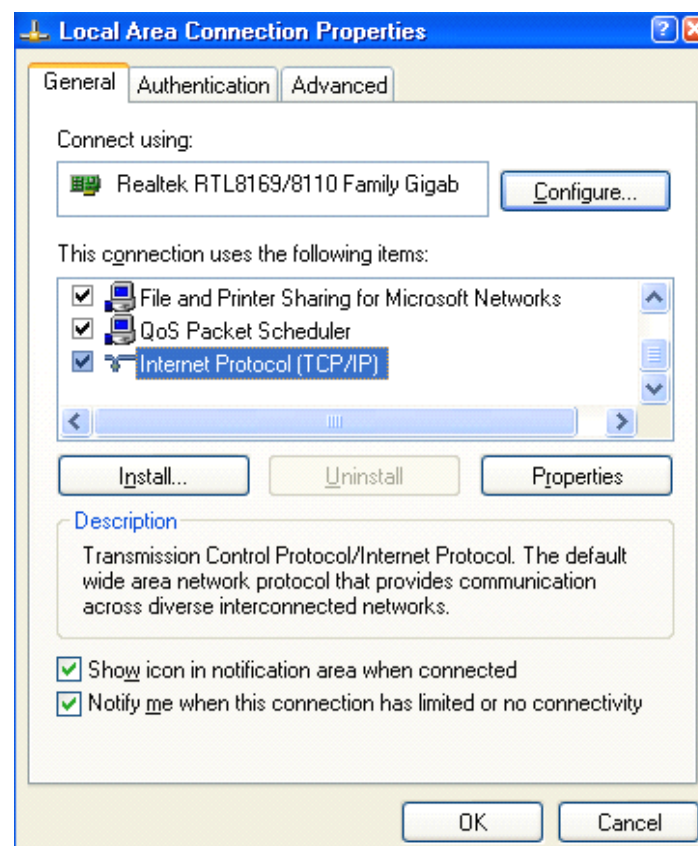 Local Area Connection Properties
General Authentication Advanced
Connect using:
Realtek RTL8169/8110 Family Gigab
Configure...
This connection uses the following items:
File and Printer Sharing for Microsoft Networks
QoS Packet Scheduler
Internet Protocol (TCP/IP)
Install... Uninstall Properties
Description
Transmission Control Protocol/Internet Protocol. The default
wide area network protocol that provides communication
across diverse interconnected networks.
Show icon in notification area when connected
Notify me when this connection has limited or no connectivity
OK Cancel